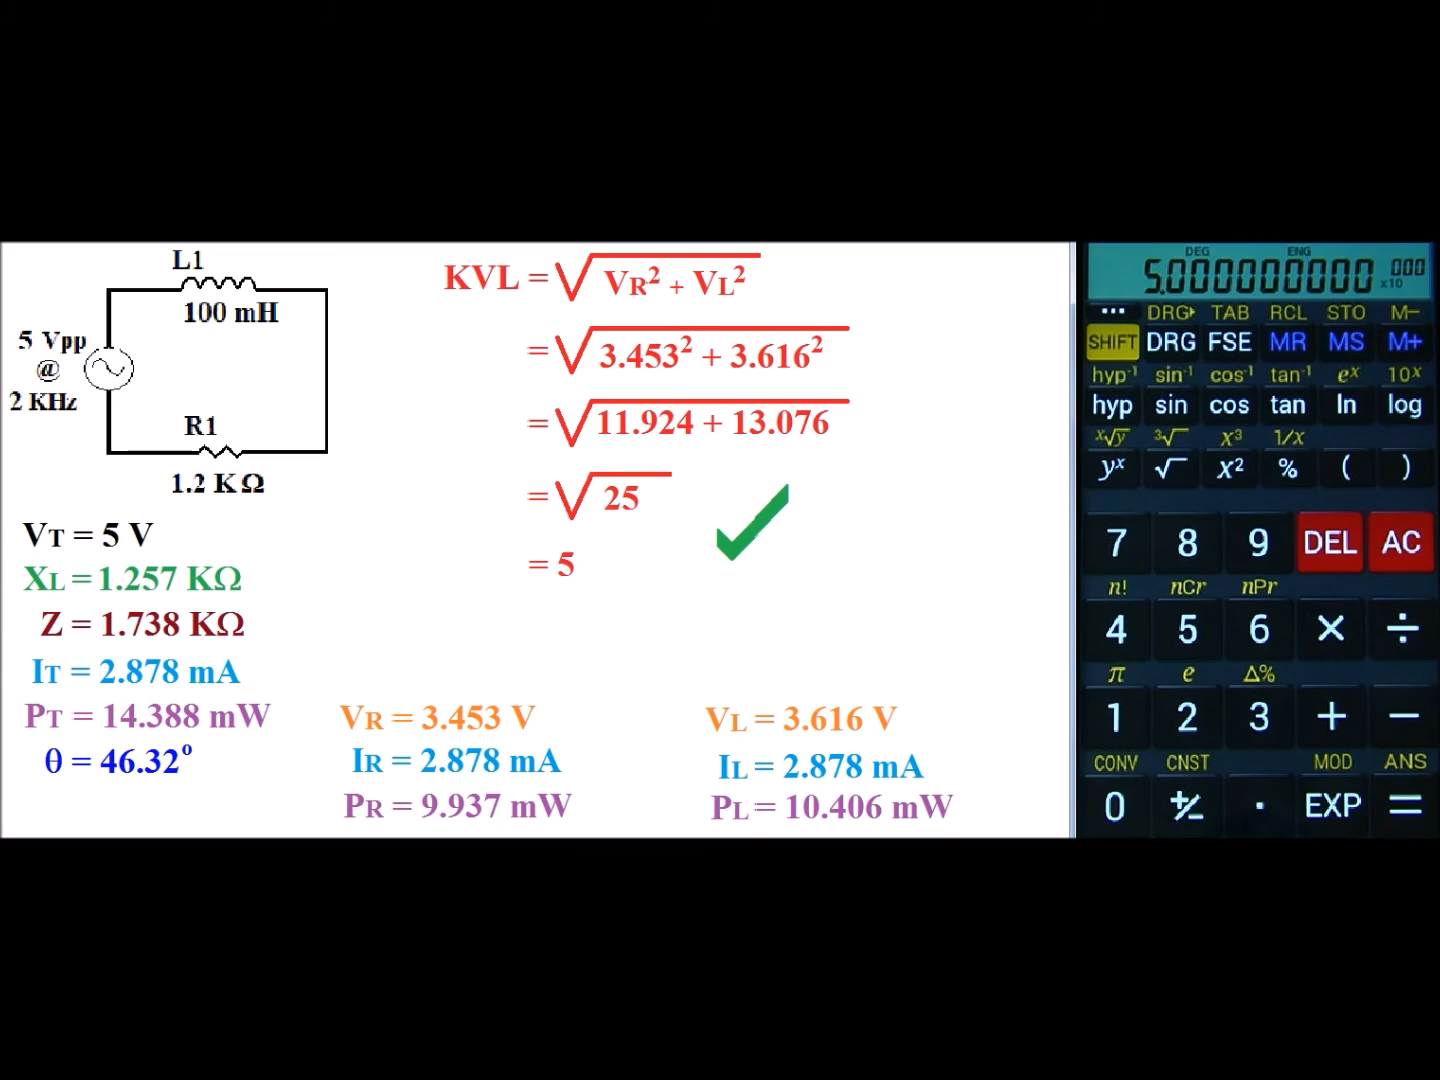 L1
100 mH
5 Vpp
@
2 KHz
R1
1.2 KΩ
VT = 5 V
XL = 1.257 KΩ
Z = 1.738 KΩ
IT = 2.878 mA
PT = 14.388 mW
θ = 46.32°
KVL = √VR² + VL²
= √3.453² + 3.616²
= √11.924 + 13.076
= √25
= 5
VR = 3.453 V
IR = 2.878 mA
PR = 9.937 mW
VL = 3.616 V
IL = 2.878 mA
PL = 10.406 mW
DEG ENG
5.000000000 ×10 000
... DRG▸ TAB RCL STO M−
SHIFT DRG FSE MR MS M+
hyp⁻¹ sin⁻¹ cos⁻¹ tan⁻¹ eˣ 10ˣ
hyp sin cos tan ln log
ˣ√y ³√ x³ 1/x
yˣ √ x² % ( )
7 8 9 DEL AC
n! nCr nPr
4 5 6 × ÷
π e Δ%
1 2 3 + −
CONV CNST MOD ANS
0 +/− . EXP =